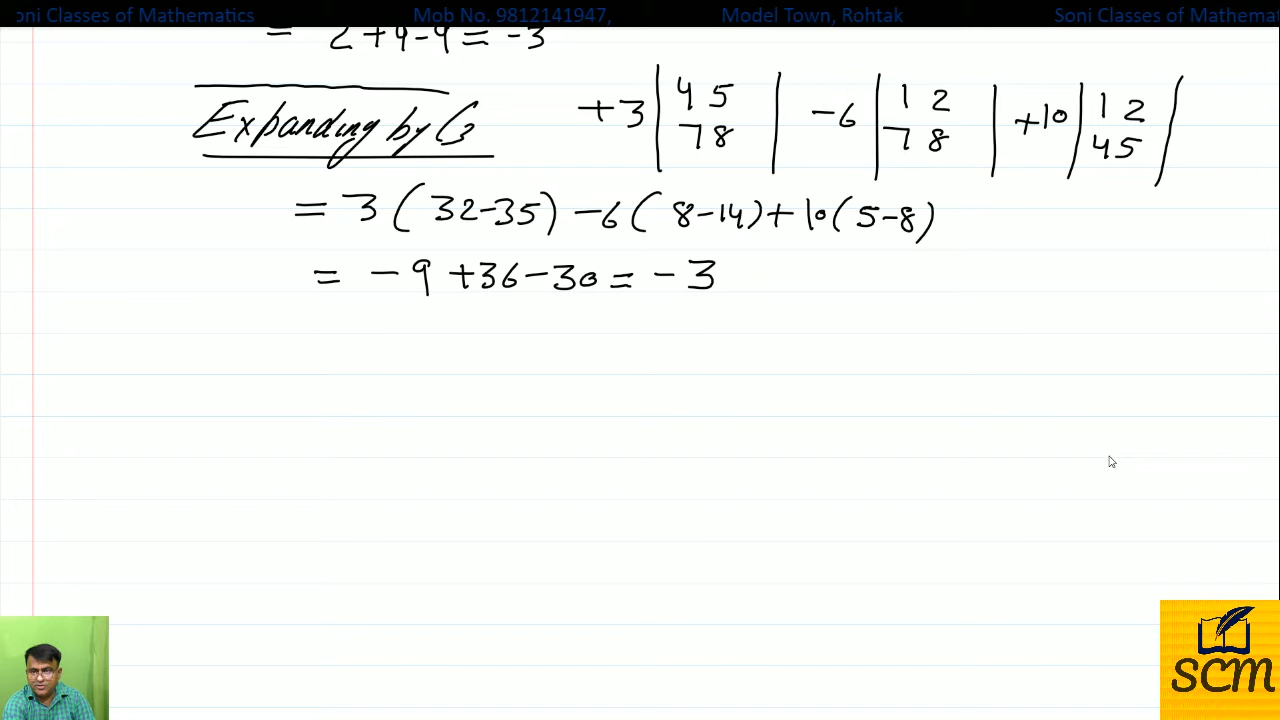 oni Classes of Mathematics Mob No. 9812141947, Model Town, Rohtak Soni Classes of Mathema
= 2+4-9= -3
Expanding by C3 +3 | 4 5 | -6 | 1 2 | +10 | 1 2 |
| 7 8 | | 7 8 | | 4 5 |
= 3 ( 32-35) -6( 8-14)+10(5-8)
= -9 +36-30= -3
SCM